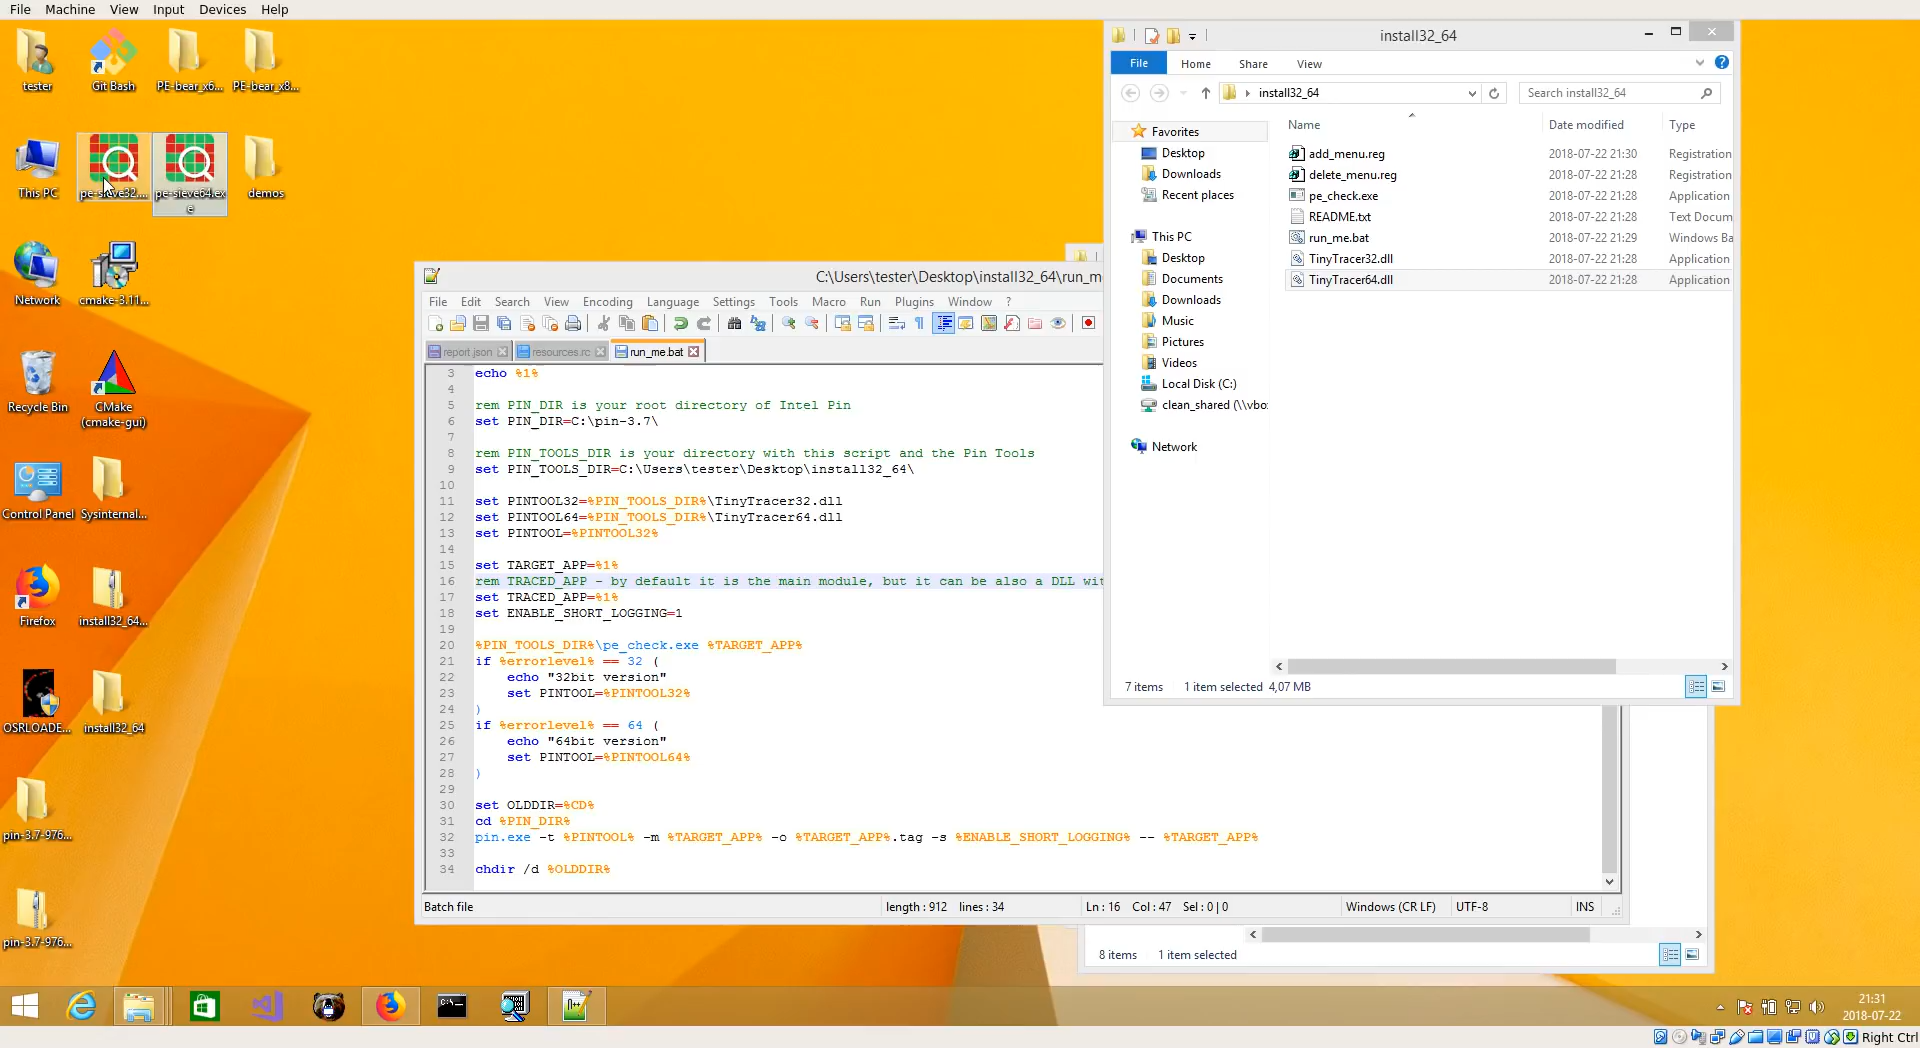 File Machine View Input Devices Help
tester
Git Bash
PE-bear_x6...
PE-bear_x8...
This PC
pe-sieve32....
pe-sieve64.ex
e
demos
Network
cmake-3.11...
Recycle Bin
CMake
(cmake-gui)
Control Panel
Sysinternal...
Firefox
install32_64...
OSRLOADE...
install32_64
pin-3.7-976...
pin-3.7-976...
C:\Users\tester\Desktop\install32_64\run_m
File Edit Search View Encoding Language Settings Tools Macro Run Plugins Window ?
report.json
resources.rc
run_me.bat
3 echo %1%
4
5 rem PIN_DIR is your root directory of Intel Pin
6 set PIN_DIR=C:\pin-3.7\
7
8 rem PIN_TOOLS_DIR is your directory with this script and the Pin Tools
9 set PIN_TOOLS_DIR=C:\Users\tester\Desktop\install32_64\
10
11 set PINTOOL32=%PIN_TOOLS_DIR%\TinyTracer32.dll
12 set PINTOOL64=%PIN_TOOLS_DIR%\TinyTracer64.dll
13 set PINTOOL=%PINTOOL32%
14
15 set TARGET_APP=%1%
16 rem TRACED_APP - by default it is the main module, but it can be also a DLL wit
17 set TRACED_APP=%1%
18 set ENABLE_SHORT_LOGGING=1
19
20 %PIN_TOOLS_DIR%\pe_check.exe %TARGET_APP%
21 if %errorlevel% == 32 (
22 echo "32bit version"
23 set PINTOOL=%PINTOOL32%
24 )
25 if %errorlevel% == 64 (
26 echo "64bit version"
27 set PINTOOL=%PINTOOL64%
28 )
29
30 set OLDDIR=%CD%
31 cd %PIN_DIR%
32 pin.exe -t %PINTOOL% -m %TARGET_APP% -o %TARGET_APP%.tag -s %ENABLE_SHORT_LOGGING% -- %TARGET_APP%
33
34 chdir /d %OLDDIR%
Batch file length : 912 lines : 34 Ln : 16 Col : 47 Sel : 0 | 0 Windows (CR LF) UTF-8 INS
install32_64
File Home Share View
install32_64
Search install32_64
Favorites
Desktop
Downloads
Recent places
This PC
Desktop
Documents
Downloads
Music
Pictures
Videos
Local Disk (C:)
clean_shared (\\vbo
Network
Name Date modified Type
add_menu.reg 2018-07-22 21:30 Registration
delete_menu.reg 2018-07-22 21:28 Registration
pe_check.exe 2018-07-22 21:28 Application
README.txt 2018-07-22 21:28 Text Docum
run_me.bat 2018-07-22 21:29 Windows Ba
TinyTracer32.dll 2018-07-22 21:28 Application
TinyTracer64.dll 2018-07-22 21:28 Application
7 items 1 item selected 4,07 MB
8 items 1 item selected
21:31
2018-07-22
Right Ctrl